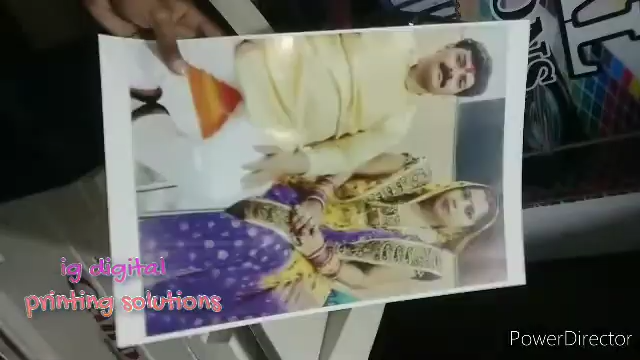 ig digital
printing solutions
PowerDirector